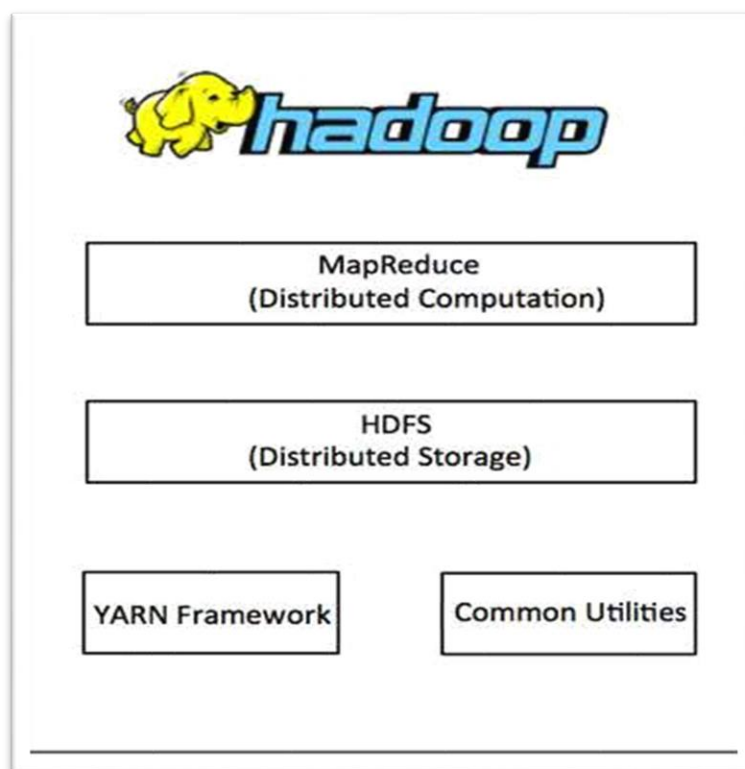 hadoop
MapReduce
(Distributed Computation)
HDFS
(Distributed Storage)
YARN Framework
Common Utilities